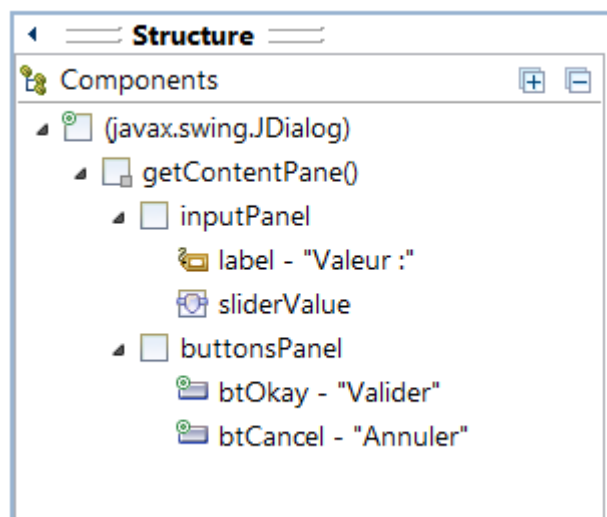 Structure
Components
(javax.swing.JDialog)
getContentPane()
inputPanel
label - "Valeur :"
sliderValue
buttonsPanel
btOkay - "Valider"
btCancel - "Annuler"